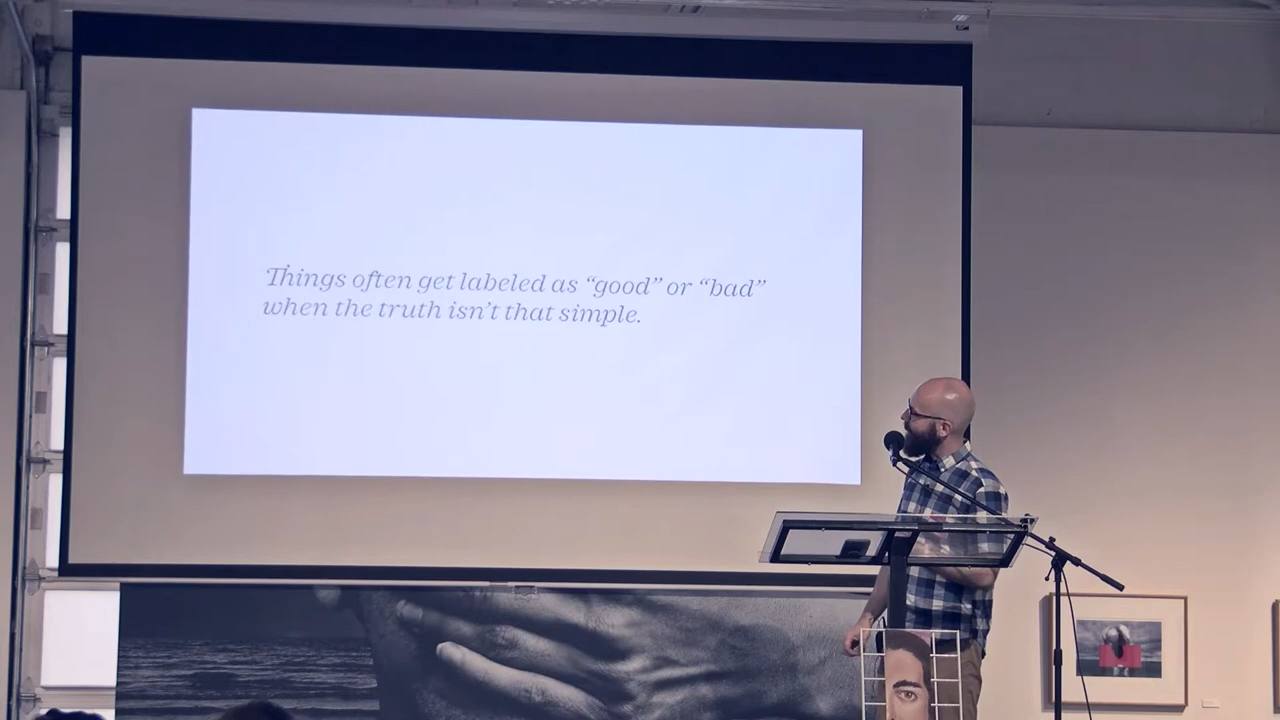 Things often get labeled as “good” or “bad”
when the truth isn’t that simple.